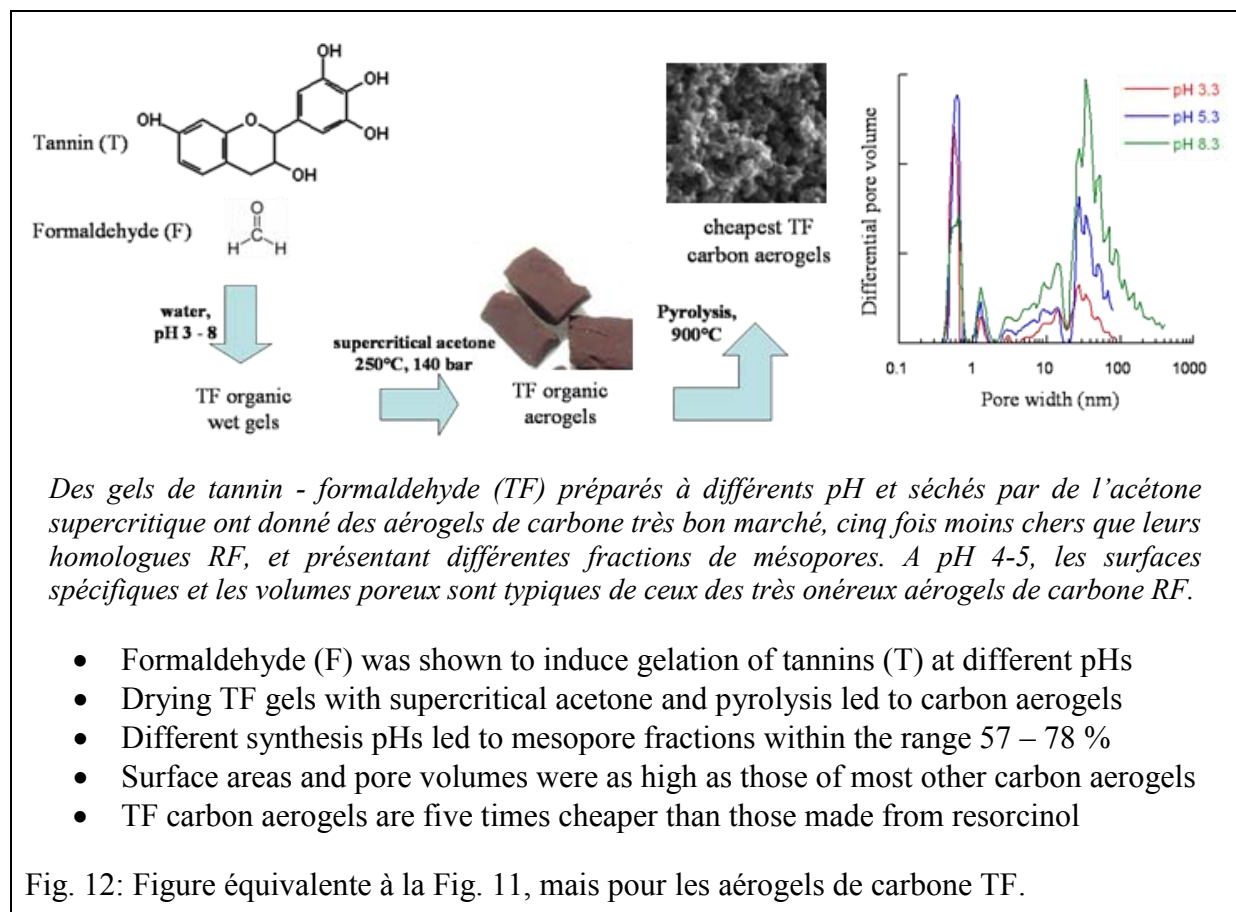 OH
OH
HO
O
OH
OH
Tannin (T)
Formaldehyde (F)
O
H
H
water,
pH 3 - 8
TF organic
wet gels
supercritical acetone
250°C, 140 bar
TF organic
aerogels
Pyrolysis,
900°C
cheapest TF
carbon aerogels
Differential pore volume
pH 3.3
pH 5.3
pH 8.3
0.1 1 10 100 1000
Pore width (nm)
Des gels de tannin - formaldehyde (TF) préparés à différents pH et séchés par de l’acétone
supercritique ont donné des aérogels de carbone très bon marché, cinq fois moins chers que leurs
homologues RF, et présentant différentes fractions de mésopores. A pH 4-5, les surfaces
spécifiques et les volumes poreux sont typiques de ceux des très onéreux aérogels de carbone RF.
• Formaldehyde (F) was shown to induce gelation of tannins (T) at different pHs
• Drying TF gels with supercritical acetone and pyrolysis led to carbon aerogels
• Different synthesis pHs led to mesopore fractions within the range 57 – 78 %
• Surface areas and pore volumes were as high as those of most other carbon aerogels
• TF carbon aerogels are five times cheaper than those made from resorcinol
Fig. 12: Figure équivalente à la Fig. 11, mais pour les aérogels de carbone TF.